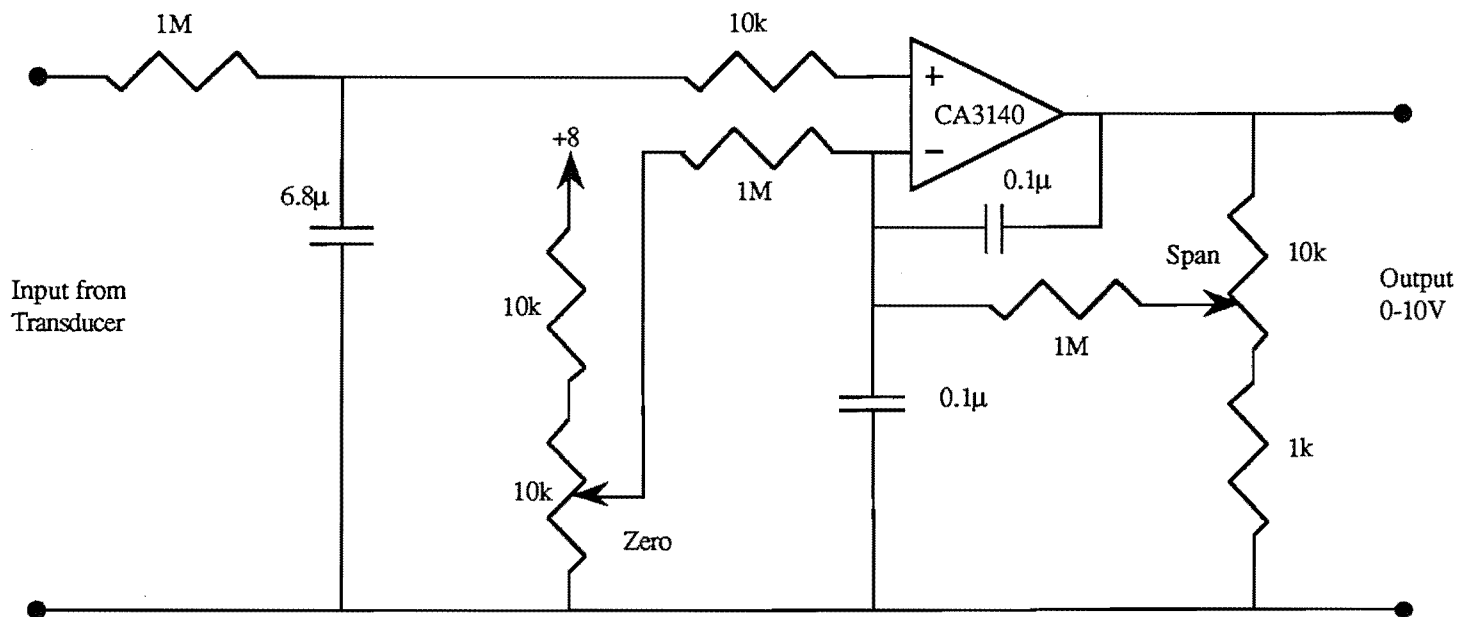 1M
10k
+
CA3140
−
+8
1M
0.1μ
6.8μ
Span
10k
Input from
Transducer
10k
Output
0-10V
1M
0.1μ
1k
10k
Zero